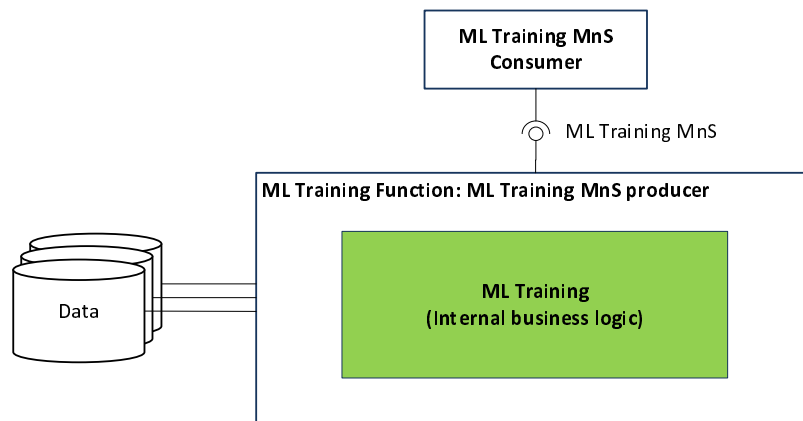 ML Training MnS
Consumer
ML Training MnS
ML Training Function: ML Training MnS producer
ML Training
(Internal business logic)
Data